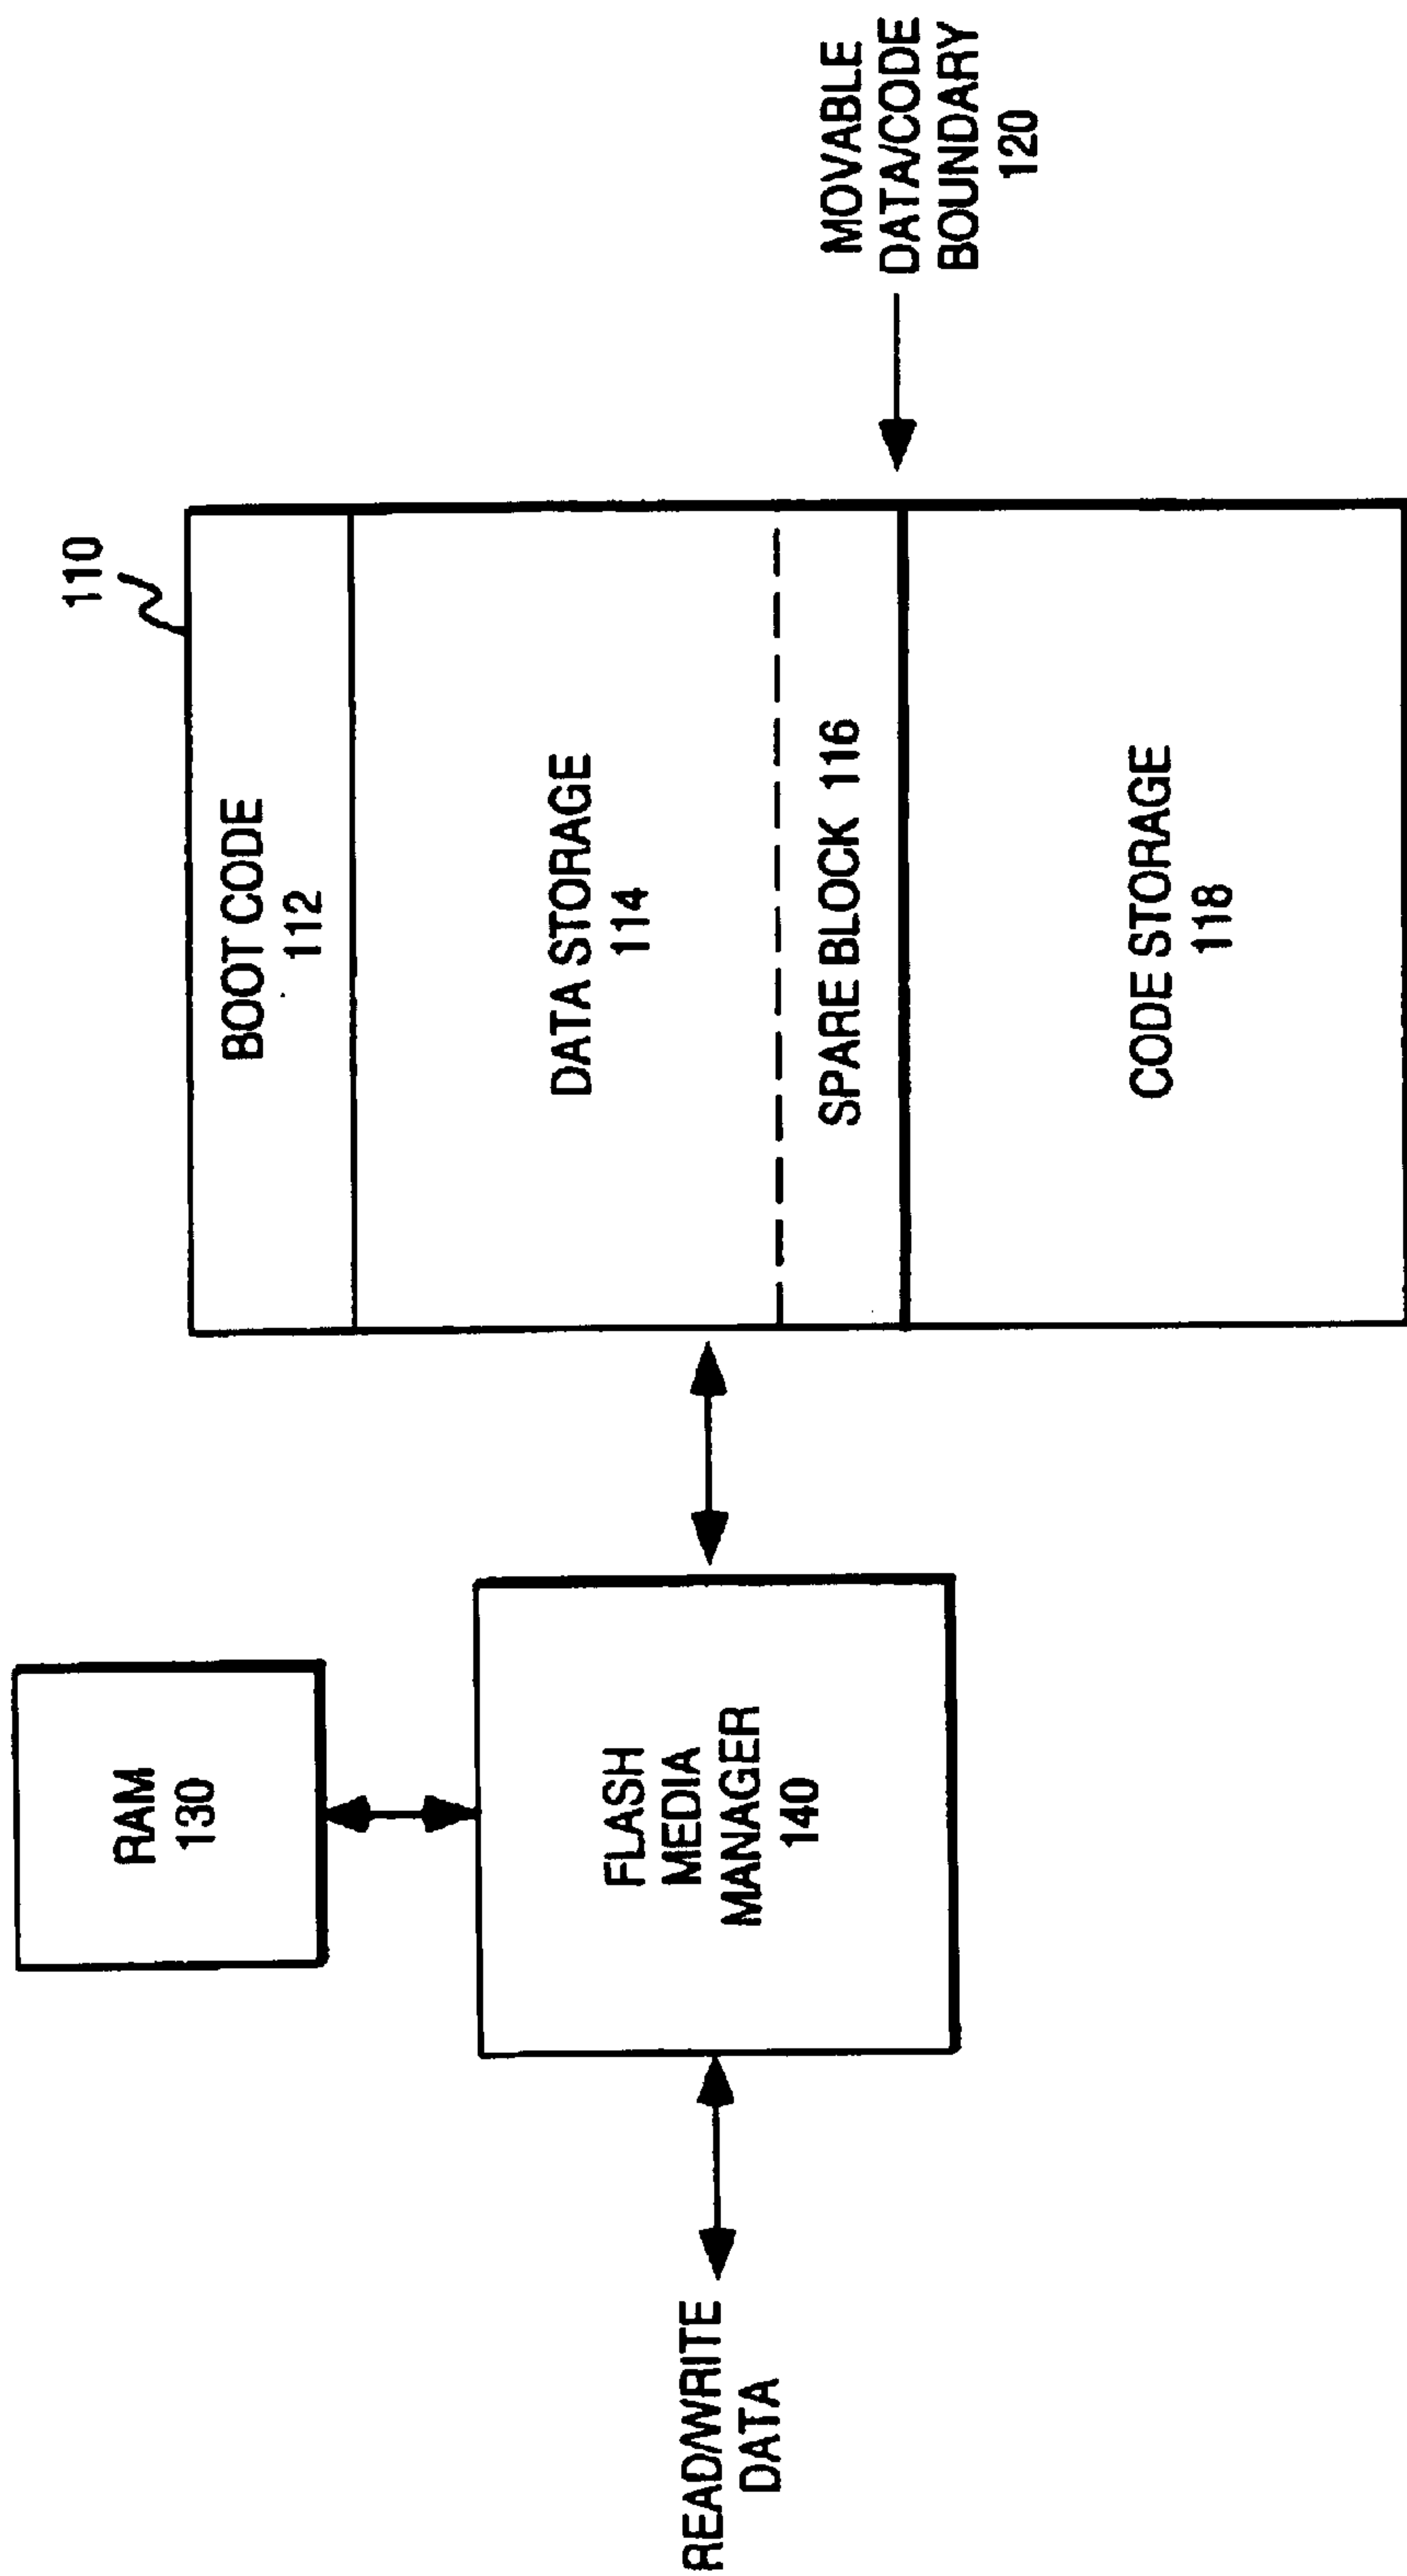 110
BOOT CODE
112
DATA STORAGE
114
SPARE BLOCK 116
CODE STORAGE
118
MOVABLE
DATA/CODE
BOUNDARY
120
RAM
130
FLASH
MEDIA
MANAGER
140
READ/WRITE
DATA